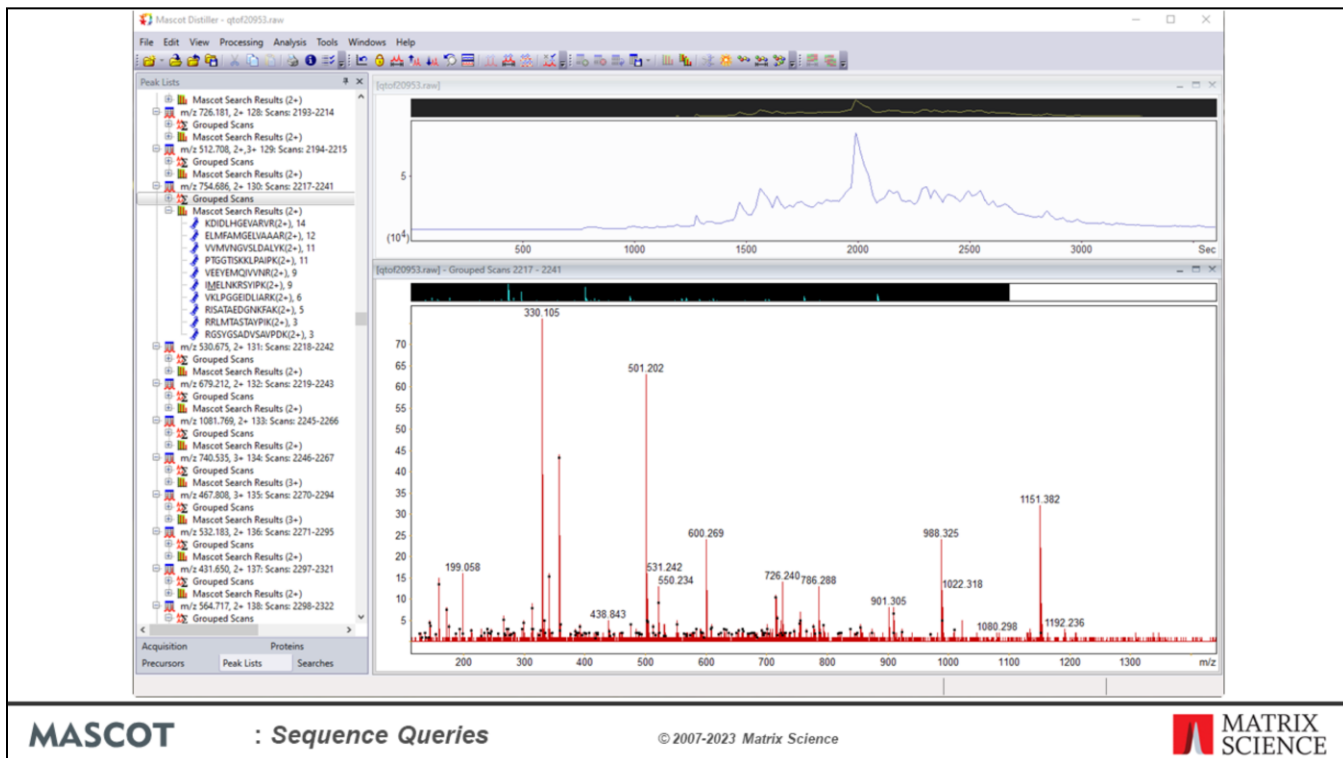 Mascot Distiller - qtof20953.raw
File Edit View Processing Analysis Tools Windows Help
Peak Lists
Mascot Search Results (2+)
m/z 726.181, 2+ 128: Scans: 2193-2214
Grouped Scans
Mascot Search Results (2+)
m/z 512.708, 2+,3+ 129: Scans: 2194-2215
Grouped Scans
Mascot Search Results (2+)
m/z 754.686, 2+ 130: Scans: 2217-2241
Grouped Scans
Mascot Search Results (2+)
KDIDLHGEVARVR(2+), 14
ELMFAMGELVAAAR(2+), 12
VVMVNGVSLDALYK(2+), 11
PTGGTISKKLPAIPK(2+), 11
VEEYEMQIVVNR(2+), 9
IMELNKRSYIPK(2+), 9
VKLPGGEIDLIARK(2+), 6
RISATAEDGNKFAK(2+), 5
RRLMTASTAYPIK(2+), 3
RGSYGSADVSAVPDK(2+), 3
m/z 530.675, 2+ 131: Scans: 2218-2242
Grouped Scans
Mascot Search Results (2+)
m/z 679.212, 2+ 132: Scans: 2219-2243
Grouped Scans
Mascot Search Results (2+)
m/z 1081.769, 2+ 133: Scans: 2245-2266
Grouped Scans
Mascot Search Results (2+)
m/z 740.535, 3+ 134: Scans: 2246-2267
Grouped Scans
Mascot Search Results (3+)
m/z 467.808, 3+ 135: Scans: 2270-2294
Grouped Scans
Mascot Search Results (3+)
m/z 532.183, 2+ 136: Scans: 2271-2295
Grouped Scans
Mascot Search Results (2+)
m/z 431.650, 2+ 137: Scans: 2297-2321
Grouped Scans
Mascot Search Results (2+)
m/z 564.717, 2+ 138: Scans: 2298-2322
Grouped Scans
Acquisition Proteins
Precursors Peak Lists Searches
[qtof20953.raw]
5
(10⁴)
500 1000 1500 2000 2500 3000 Sec
[qtof20953.raw] - Grouped Scans 2217 - 2241
330.105
70
65
501.202
60
55
50
45
40
35
1151.382
30
25
600.269 988.325
20
199.058 531.242 726.240 786.288 1022.318
15
550.234
10
438.843 901.305 1080.298 1192.236
5
200 300 400 500 600 700 800 900 1000 1100 1200 1300 m/z
MASCOT : Sequence Queries © 2007-2023 Matrix Science
MATRIX
SCIENCE